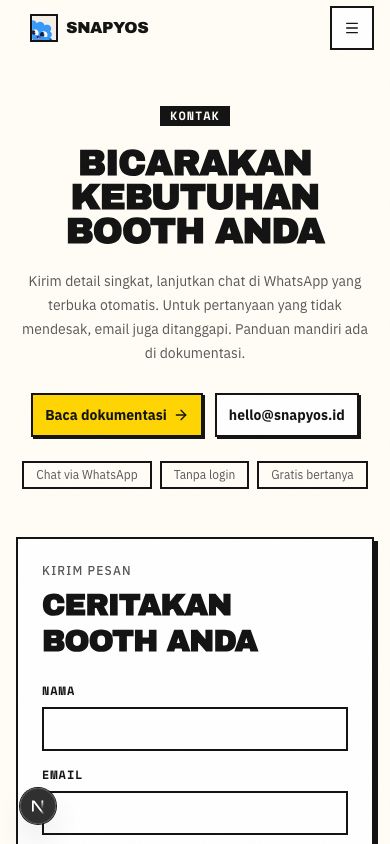 SNAPYOS
KONTAK
BICARAKAN
KEBUTUHAN
BOOTH ANDA
Kirim detail singkat, lanjutkan chat di WhatsApp yang
terbuka otomatis. Untuk pertanyaan yang tidak
mendesak, email juga ditanggapi. Panduan mandiri ada
di dokumentasi.
Baca dokumentasi → hello@snapyos.id
Chat via WhatsApp Tanpa login Gratis bertanya
KIRIM PESAN
CERITAKAN
BOOTH ANDA
NAMA
EMAIL
N